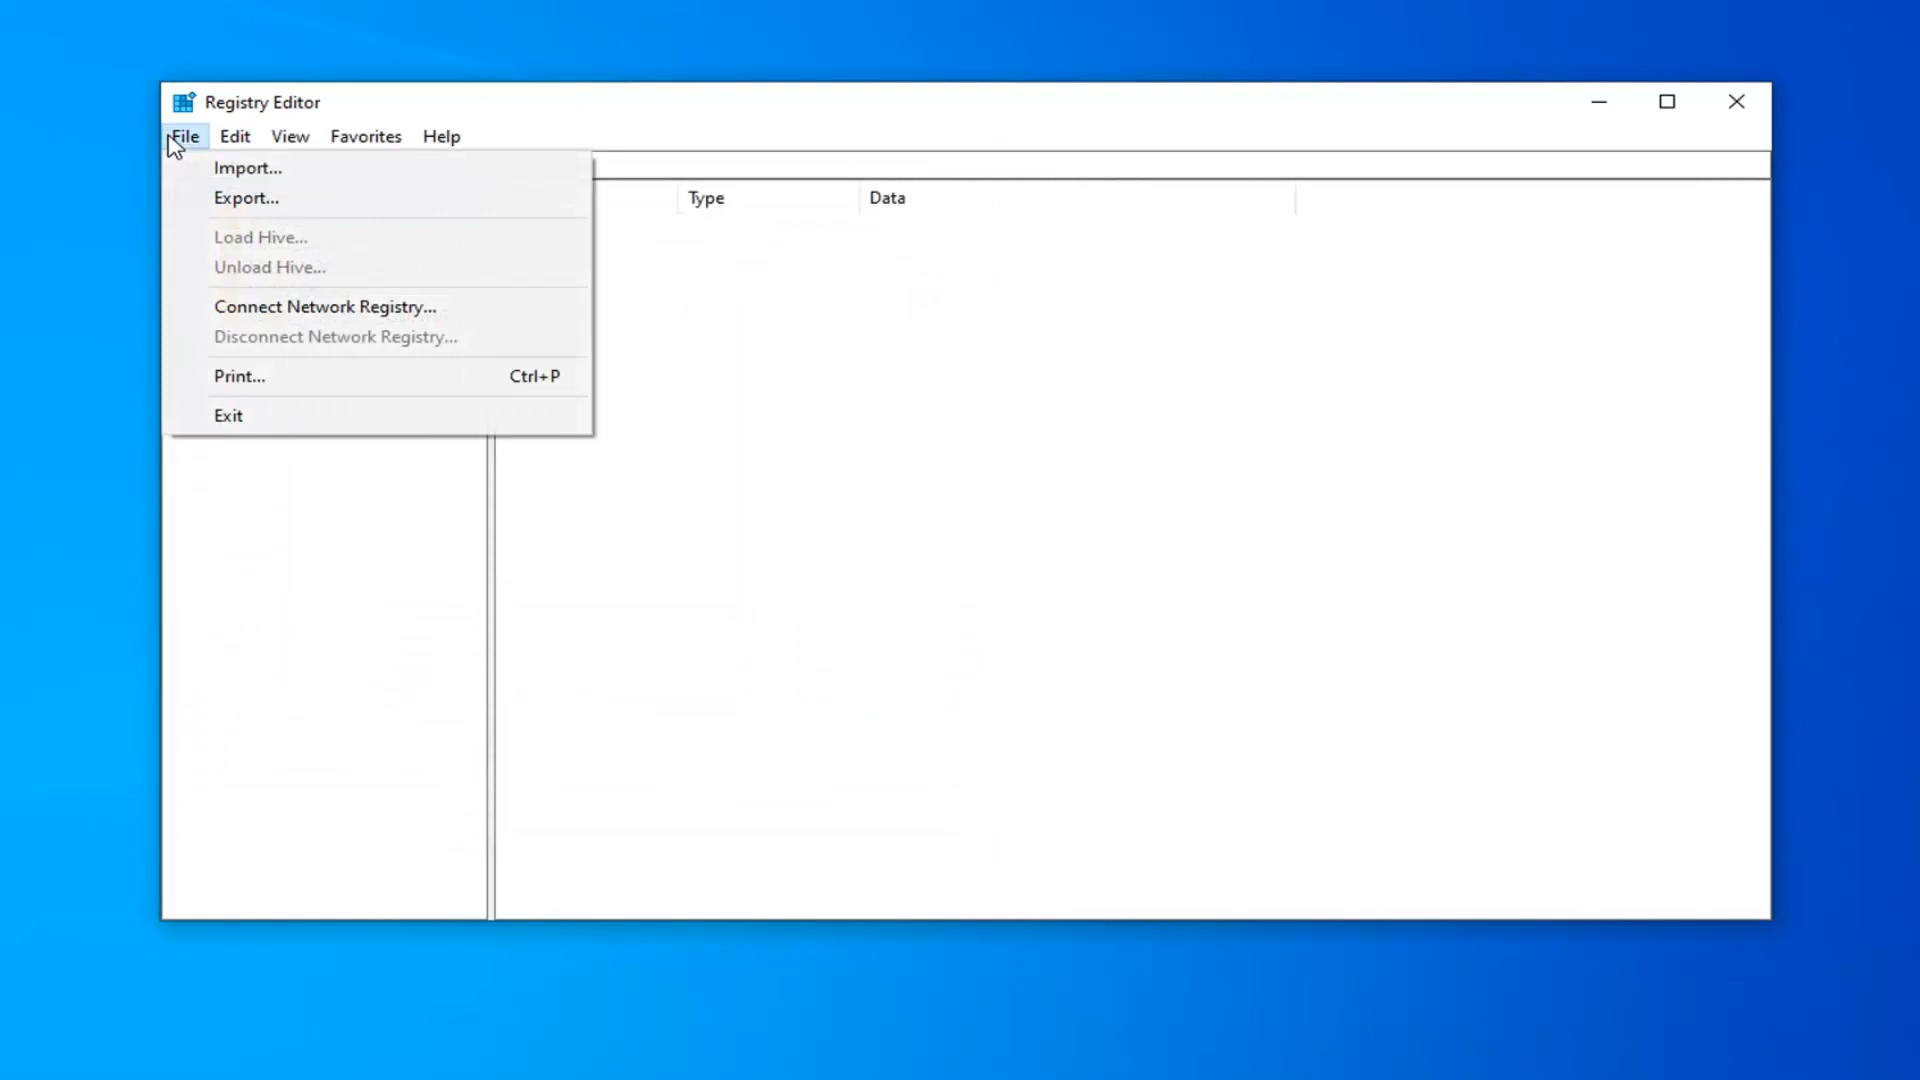 Registry Editor
File Edit View Favorites Help
Import...
Export...
Type Data
Load Hive...
Unload Hive...
Connect Network Registry...
Disconnect Network Registry...
Print... Ctrl+P
Exit